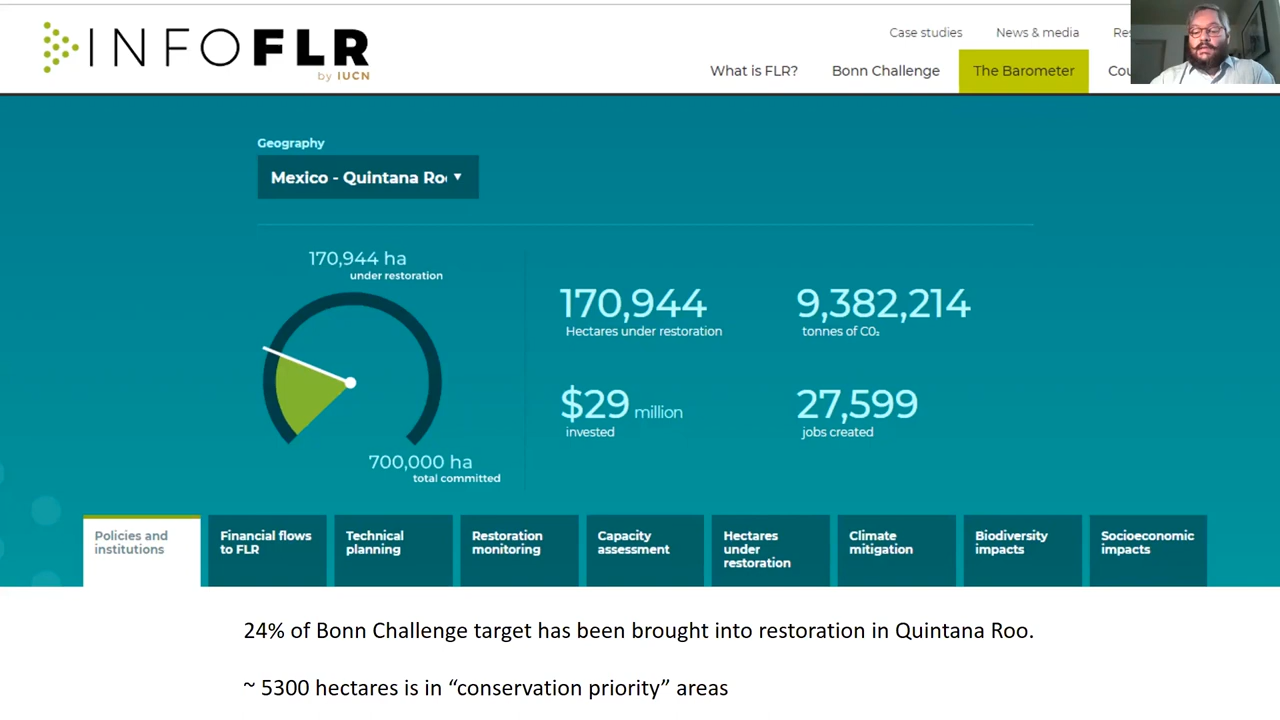 INFOFLR
by IUCN
Case studies
News & media
What is FLR?
Bonn Challenge
The Barometer
Geography
Mexico - Quintana Ro
170,944 ha
under restoration
700,000 ha
total committed
170,944
Hectares under restoration
9,382,214
tonnes of CO₂
$29 million
invested
27,599
jobs created
Policies and
institutions
Financial flows
to FLR
Technical
planning
Restoration
monitoring
Capacity
assessment
Hectares
under
restoration
Climate
mitigation
Biodiversity
impacts
Socioeconomic
impacts
24% of Bonn Challenge target has been brought into restoration in Quintana Roo.
~ 5300 hectares is in “conservation priority” areas